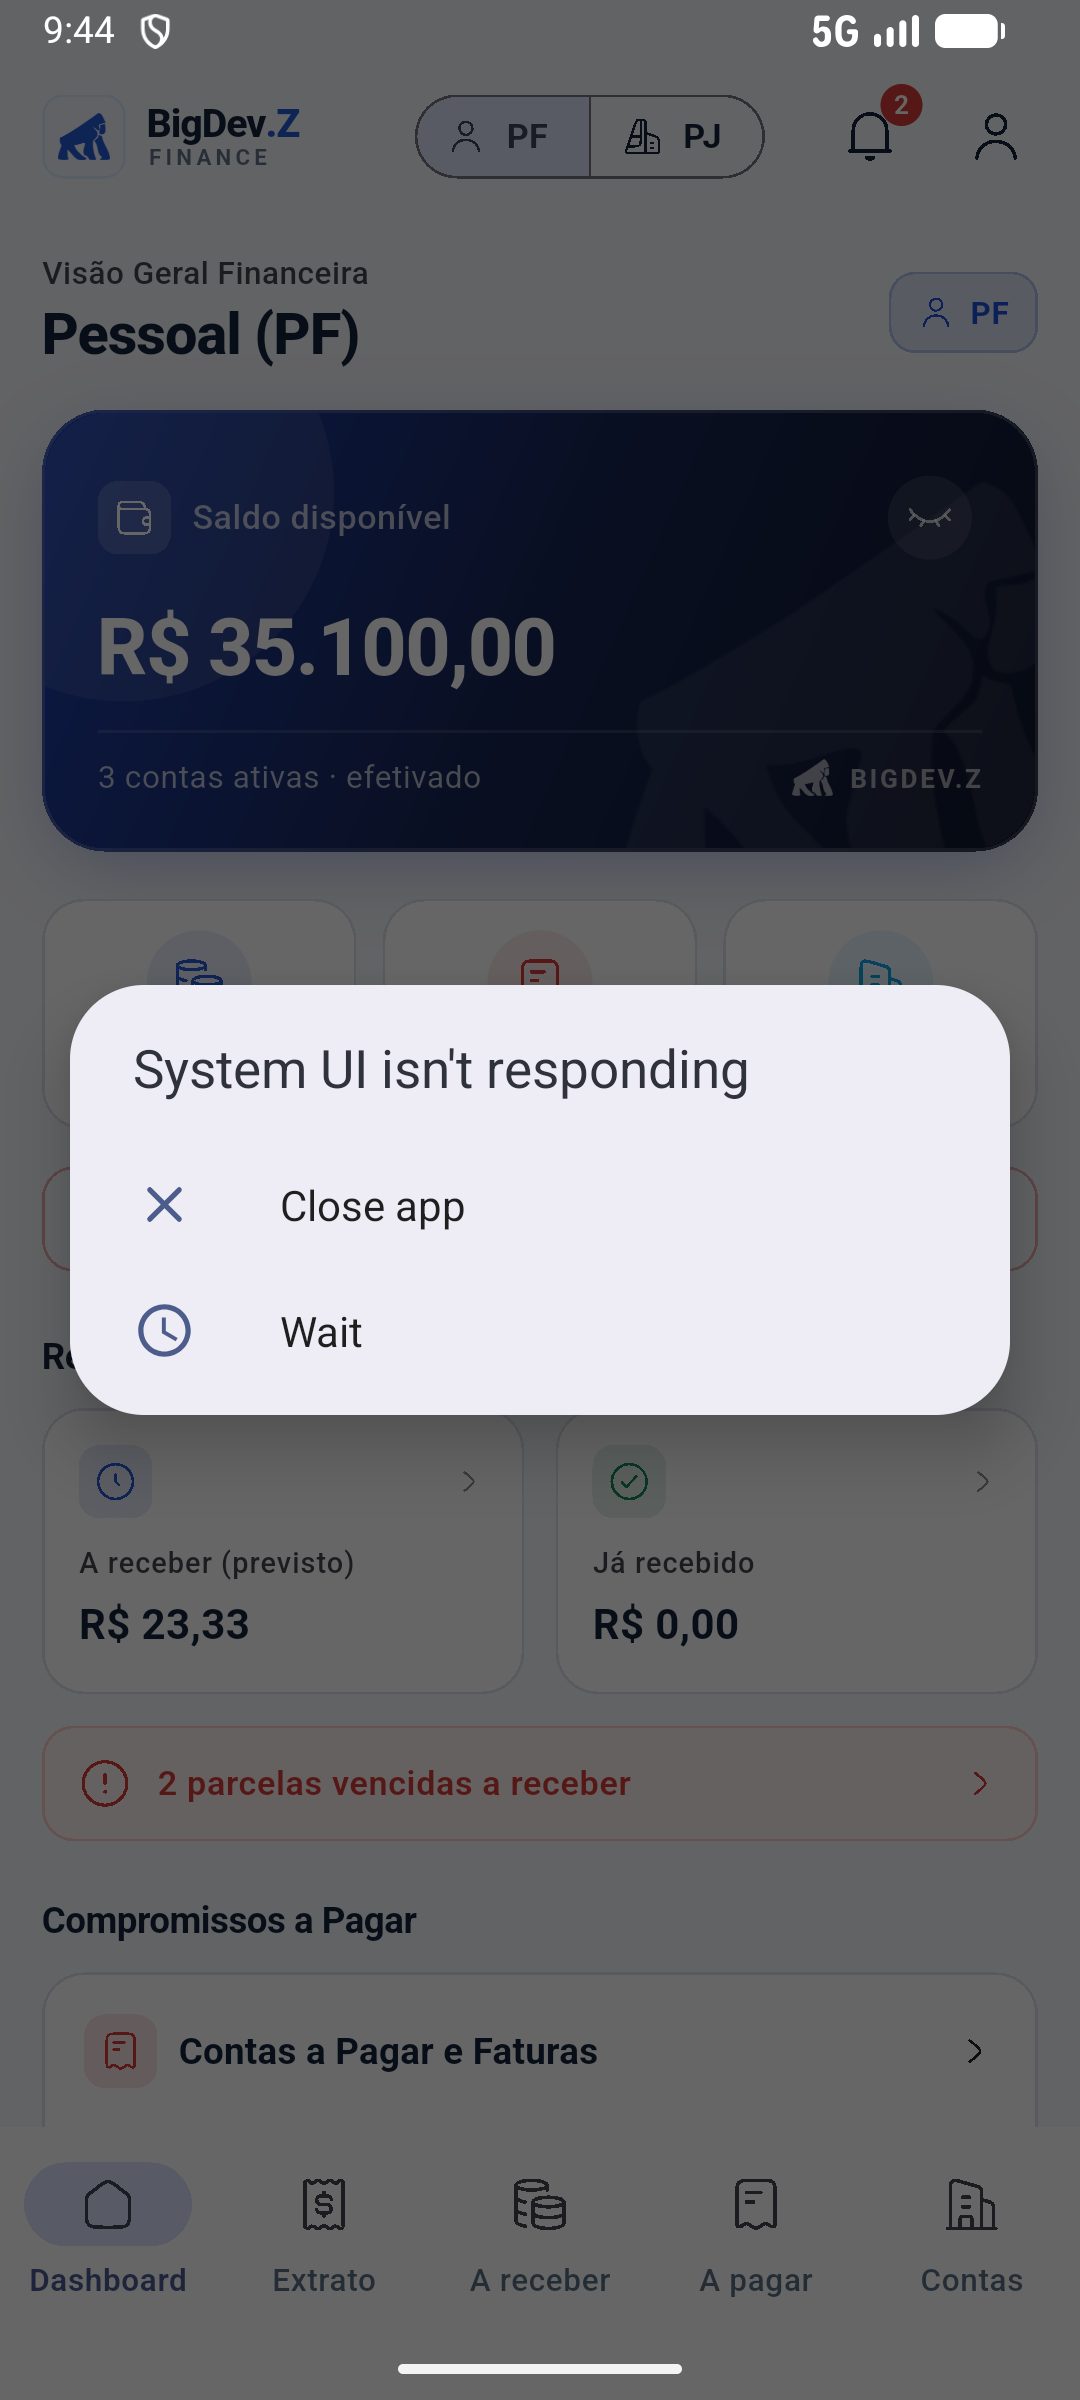 9:44
5G
BigDev.Z
FINANCE
PF
PJ
2
Visão Geral Financeira
Pessoal (PF)
PF
Saldo disponível
R$ 35.100,00
3 contas ativas · efetivado
BIGDEV.Z
System UI isn't responding
Close app
Wait
A receber (previsto)
R$ 23,33
Já recebido
R$ 0,00
2 parcelas vencidas a receber
Compromissos a Pagar
Contas a Pagar e Faturas
Dashboard
Extrato
A receber
A pagar
Contas